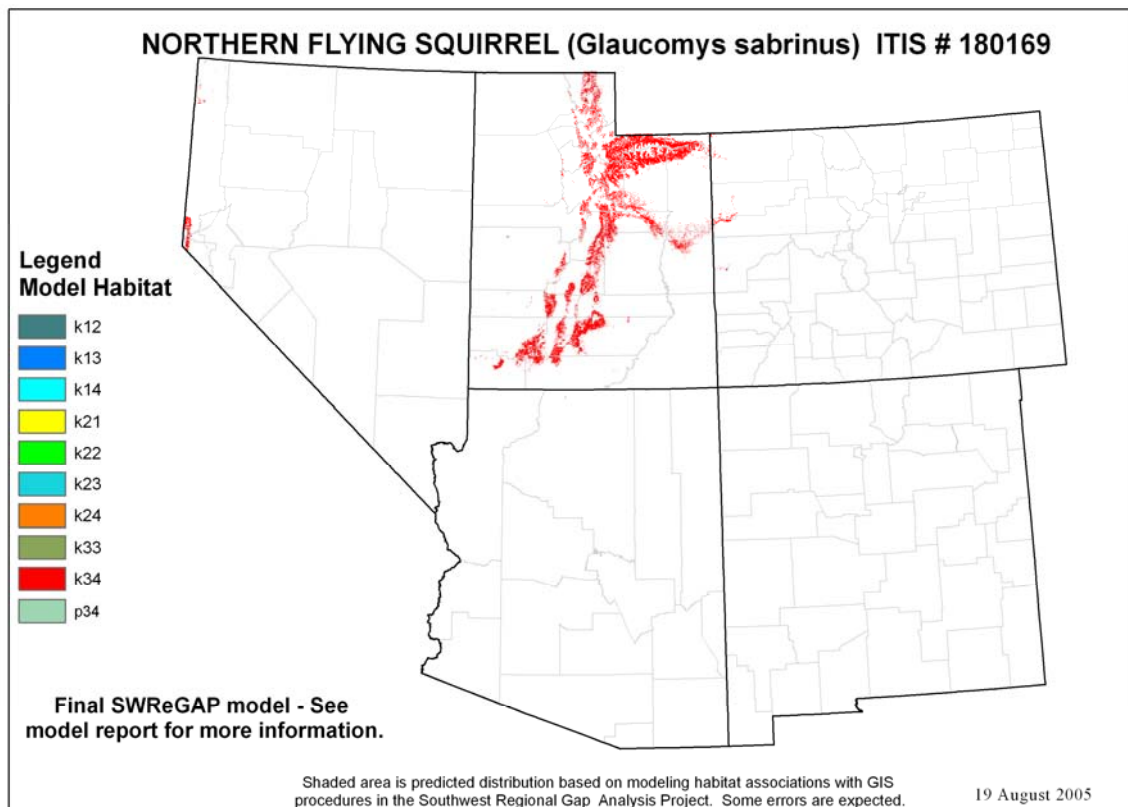 NORTHERN FLYING SQUIRREL (Glaucomys sabrinus) ITIS # 180169
Legend
Model Habitat
k12
k13
k14
k21
k22
k23
k24
k33
k34
p34
Final SWReGAP model - See
model report for more information.
Shaded area is predicted distribution based on modeling habitat associations with GIS
procedures in the Southwest Regional Gap Analysis Project. Some errors are expected.
19 August 2005